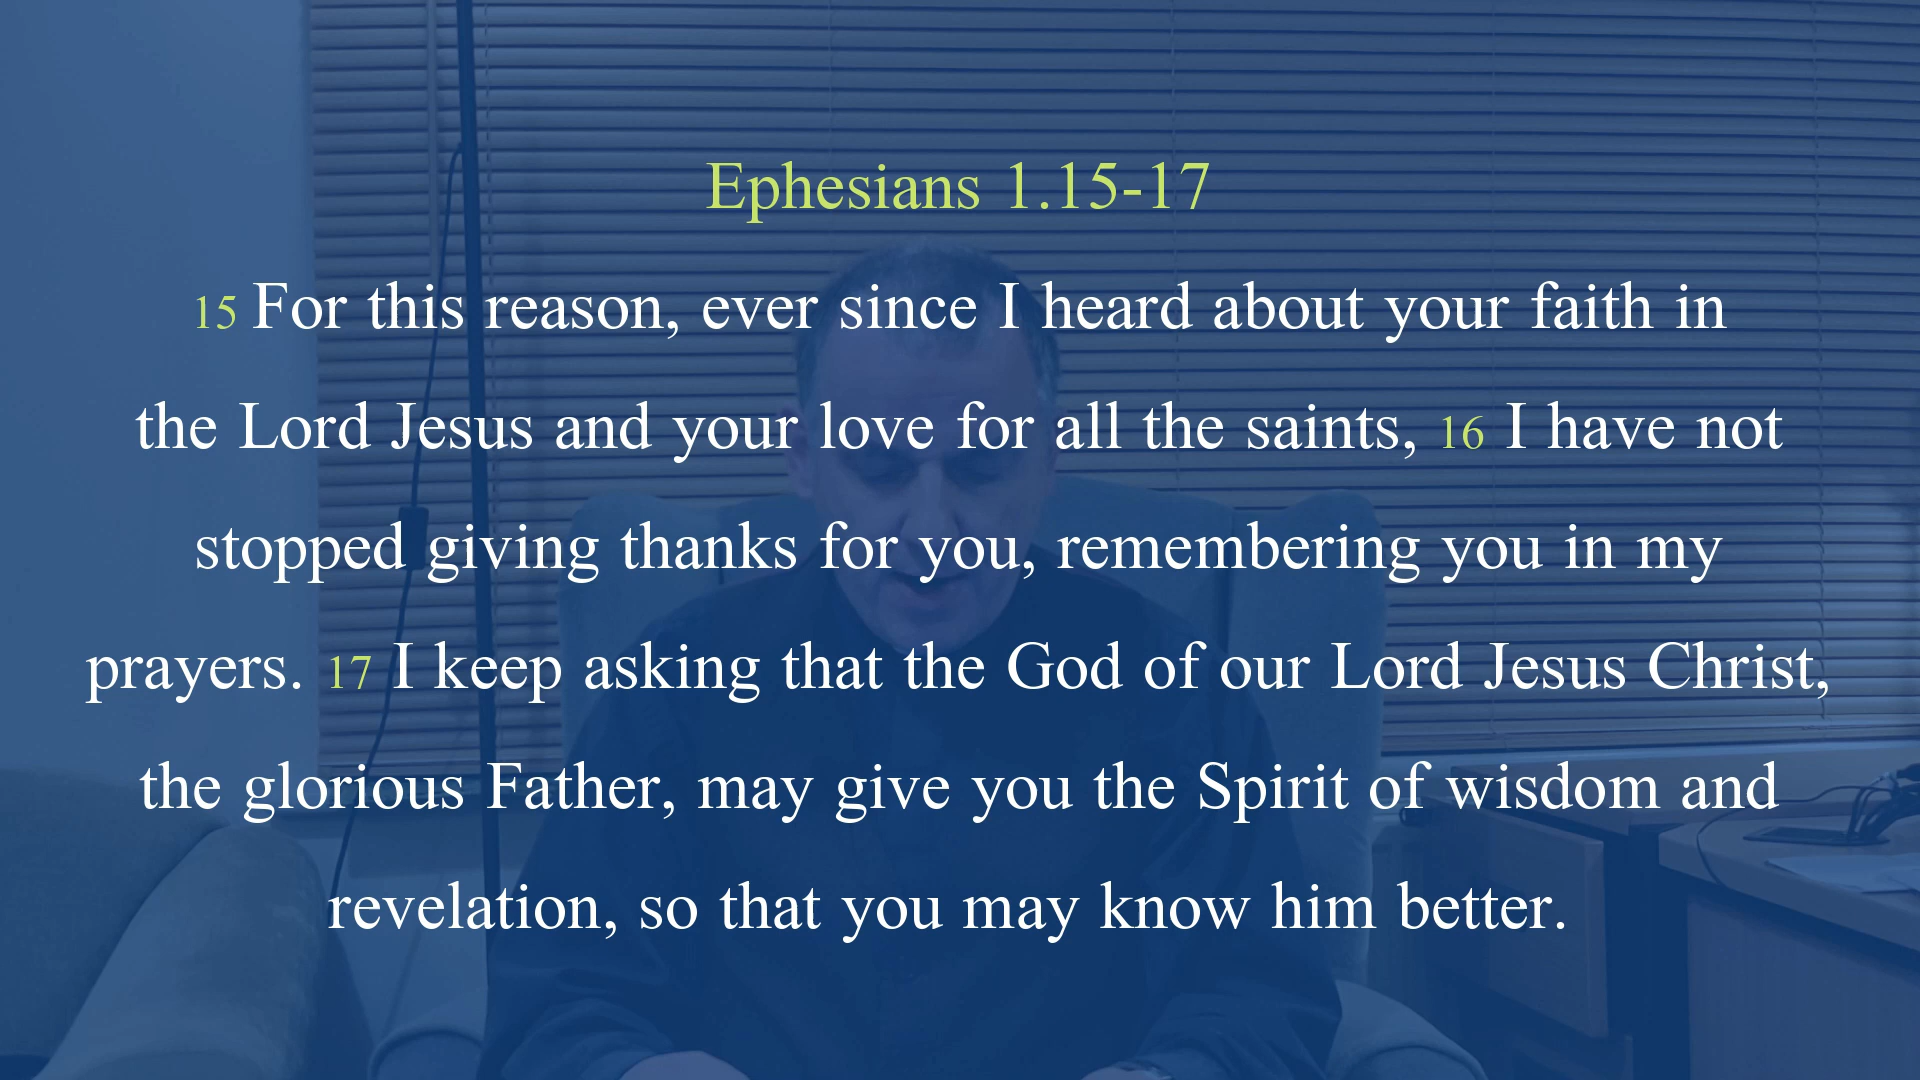 Ephesians 1.15-17
15 For this reason, ever since I heard about your faith in
the Lord Jesus and your love for all the saints, 16 I have not
stopped giving thanks for you, remembering you in my
prayers. 17 I keep asking that the God of our Lord Jesus Christ,
the glorious Father, may give you the Spirit of wisdom and
revelation, so that you may know him better.